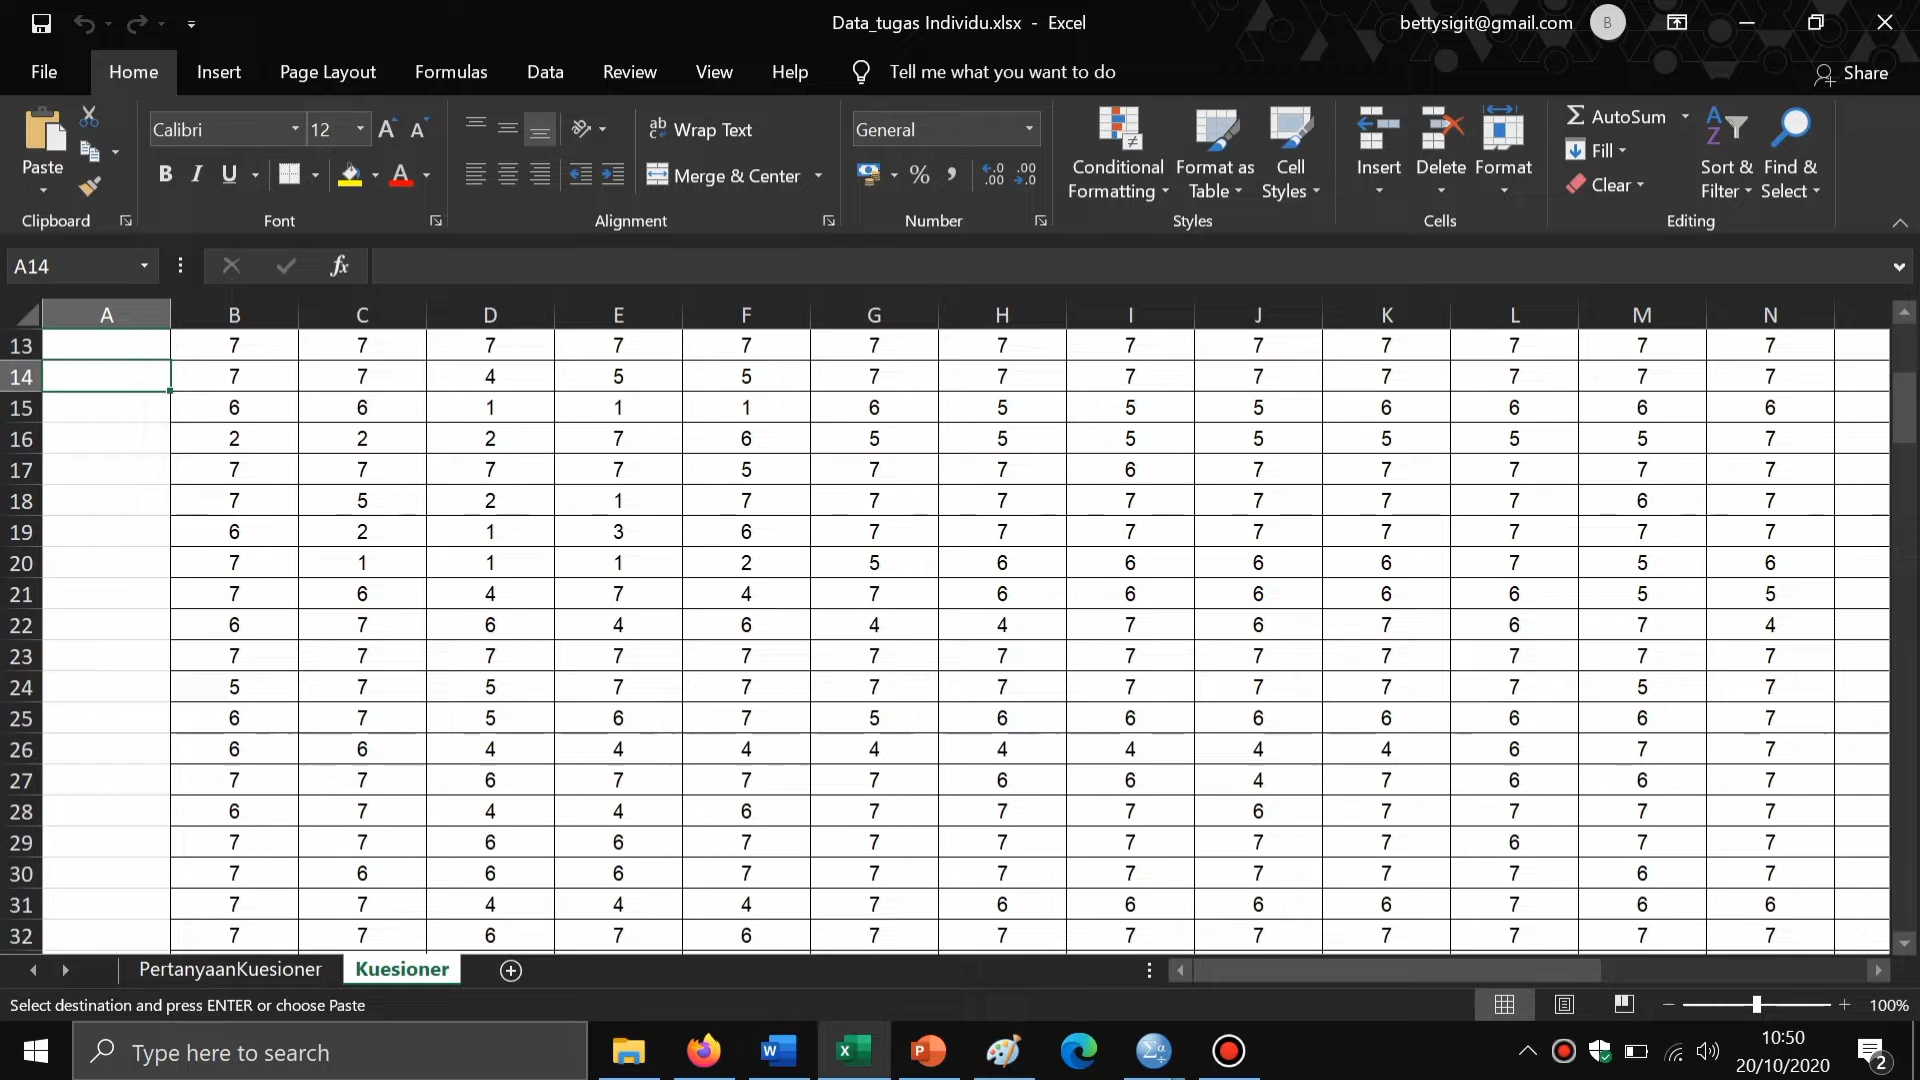 Data_tugas Individu.xlsx - Excel
bettysigit@gmail.com
B
File Home Insert Page Layout Formulas Data Review View Help Tell me what you want to do Share
Paste
Clipboard
Calibri 12
B I U
Font
Wrap Text
Merge & Center
Alignment
General
Number
Conditional Formatting
Format as Table
Cell Styles
Styles
Insert Delete Format
Cells
AutoSum
Fill
Clear
Sort & Filter
Find & Select
Editing
A14 fx
A B C D E F G H I J K L M N
13 7 7 7 7 7 7 7 7 7 7 7 7 7
14 7 7 4 5 5 7 7 7 7 7 7 7 7
15 6 6 1 1 1 6 5 5 5 6 6 6 6
16 2 2 2 7 6 5 5 5 5 5 5 5 7
17 7 7 7 7 5 7 7 6 7 7 7 7 7
18 7 5 2 1 7 7 7 7 7 7 7 6 7
19 6 2 1 3 6 7 7 7 7 7 7 7 7
20 7 1 1 1 2 5 6 6 6 6 7 5 6
21 7 6 4 7 4 7 6 6 6 6 6 5 5
22 6 7 6 4 6 4 4 7 6 7 6 7 4
23 7 7 7 7 7 7 7 7 7 7 7 7 7
24 5 7 5 7 7 7 7 7 7 7 7 5 7
25 6 7 5 6 7 5 6 6 6 6 6 6 7
26 6 6 4 4 4 4 4 4 4 4 6 7 7
27 7 7 6 7 7 7 6 6 4 7 6 6 7
28 6 7 4 4 6 7 7 7 6 7 7 7 7
29 7 7 6 6 7 7 7 7 7 7 6 7 7
30 7 6 6 6 7 7 7 7 7 7 7 6 7
31 7 7 4 4 4 7 6 6 6 6 7 6 6
32 7 7 6 7 6 7 7 7 7 7 7 7 7
PertanyaanKuesioner Kuesioner
Select destination and press ENTER or choose Paste
100%
Type here to search
10:50
20/10/2020
2